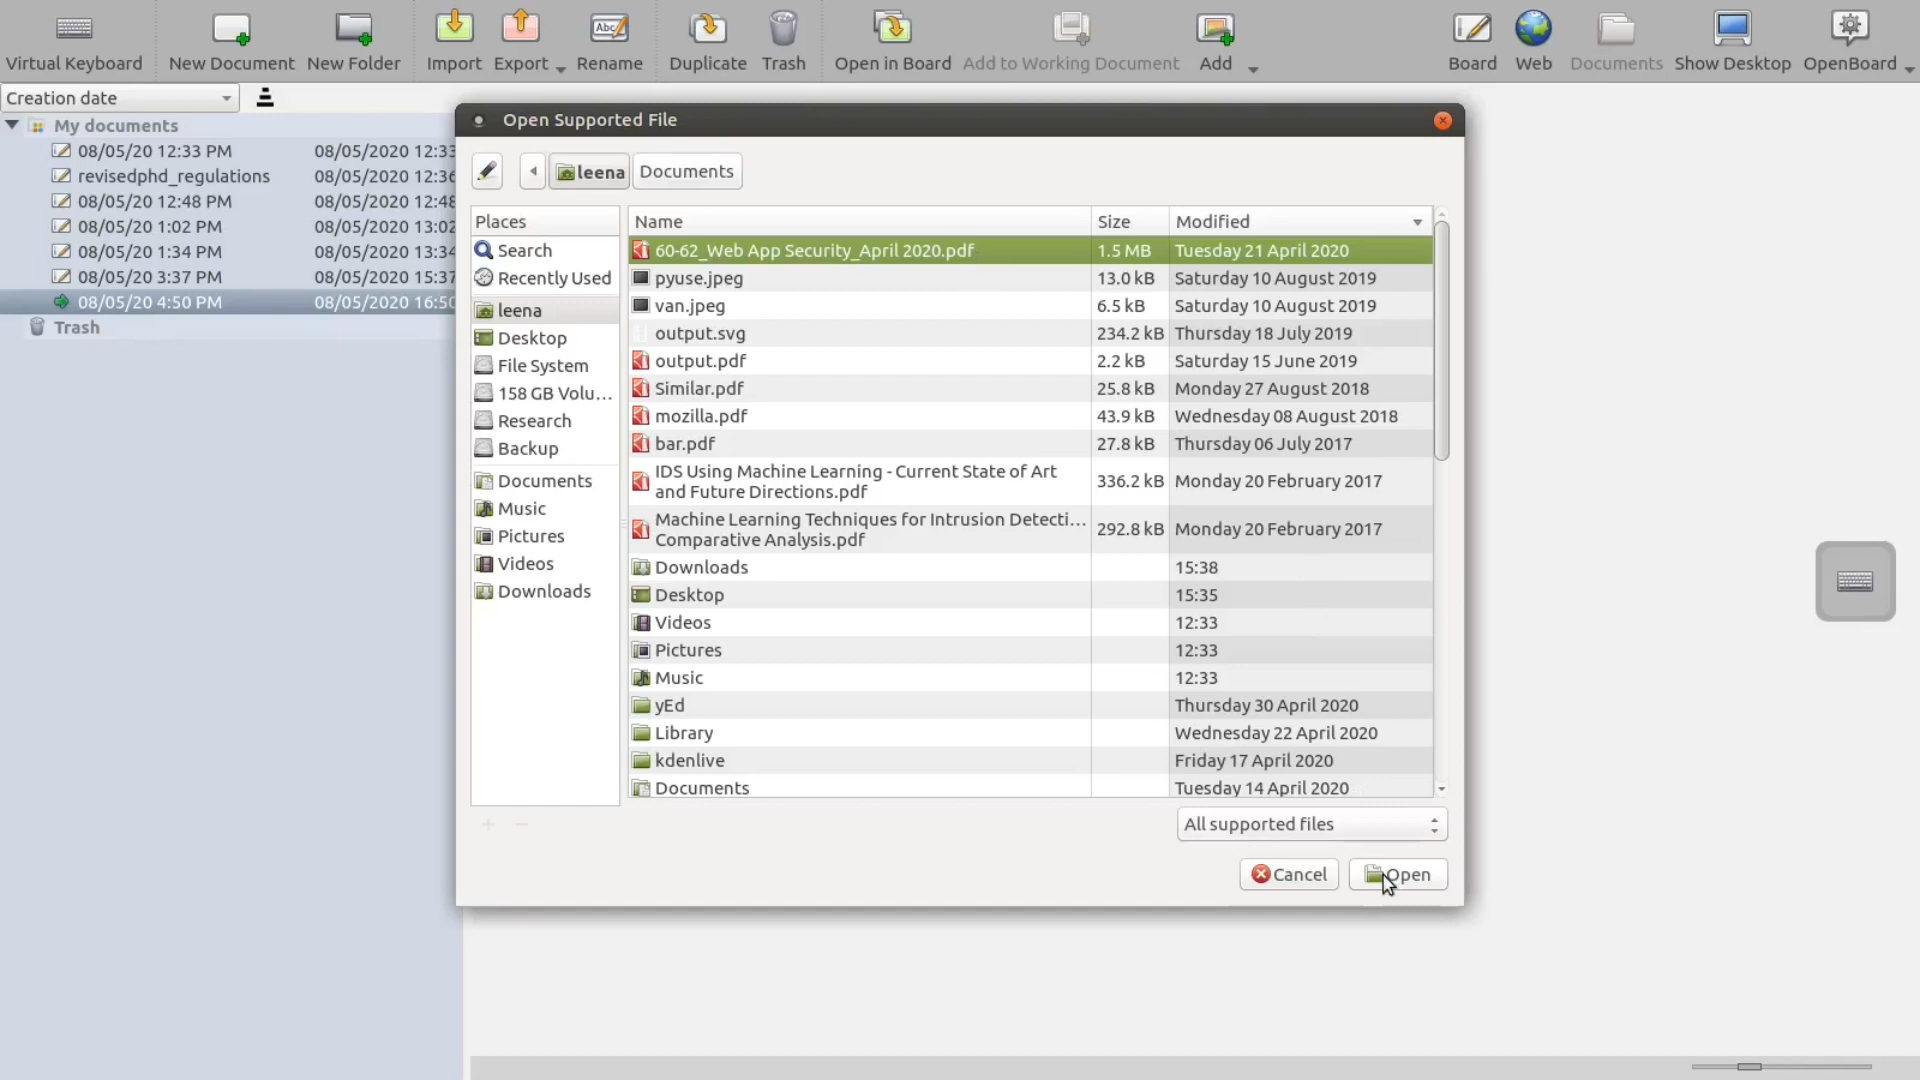 Virtual Keyboard
New Document
New Folder
Import
Export
Rename
Duplicate
Trash
Open in Board
Add to Working Document
Add
Board
Web
Documents
Show Desktop
OpenBoard
Creation date
My documents
08/05/20 12:33 PM 08/05/2020 12:33
revisedphd_regulations 08/05/2020 12:36
08/05/20 12:48 PM 08/05/2020 12:48
08/05/20 1:02 PM 08/05/2020 13:02
08/05/20 1:34 PM 08/05/2020 13:34
08/05/20 3:37 PM 08/05/2020 15:37
08/05/20 4:50 PM 08/05/2020 16:50
Trash
Open Supported File
leena
Documents
Places
Search
Recently Used
leena
Desktop
File System
158 GB Volu...
Research
Backup
Documents
Music
Pictures
Videos
Downloads
Name Size Modified
60-62_Web App Security_April 2020.pdf 1.5 MB Tuesday 21 April 2020
pyuse.jpeg 13.0 kB Saturday 10 August 2019
van.jpeg 6.5 kB Saturday 10 August 2019
output.svg 234.2 kB Thursday 18 July 2019
output.pdf 2.2 kB Saturday 15 June 2019
Similar.pdf 25.8 kB Monday 27 August 2018
mozilla.pdf 43.9 kB Wednesday 08 August 2018
bar.pdf 27.8 kB Thursday 06 July 2017
IDS Using Machine Learning - Current State of Art
and Future Directions.pdf 336.2 kB Monday 20 February 2017
Machine Learning Techniques for Intrusion Detecti...
Comparative Analysis.pdf 292.8 kB Monday 20 February 2017
Downloads 15:38
Desktop 15:35
Videos 12:33
Pictures 12:33
Music 12:33
yEd Thursday 30 April 2020
Library Wednesday 22 April 2020
kdenlive Friday 17 April 2020
Documents Tuesday 14 April 2020
All supported files
Cancel
Open